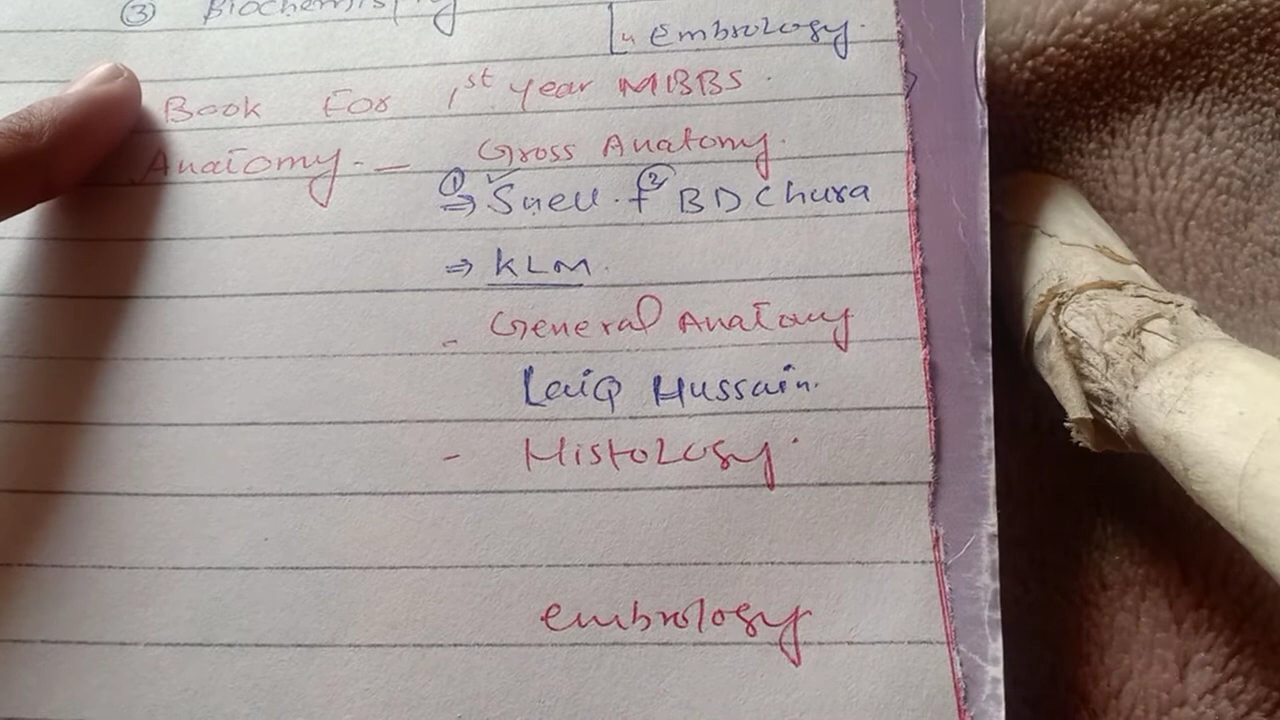 ③ Biochemistry
4 Embrology.
Book For 1st year MBBS.
Anatomy. — Gross Anatomy.
① ⇒ Snell. f ② BD Chura
⇒ KLM.
- General Anatomy
Laiq Hussain.
- Histology.
embrology